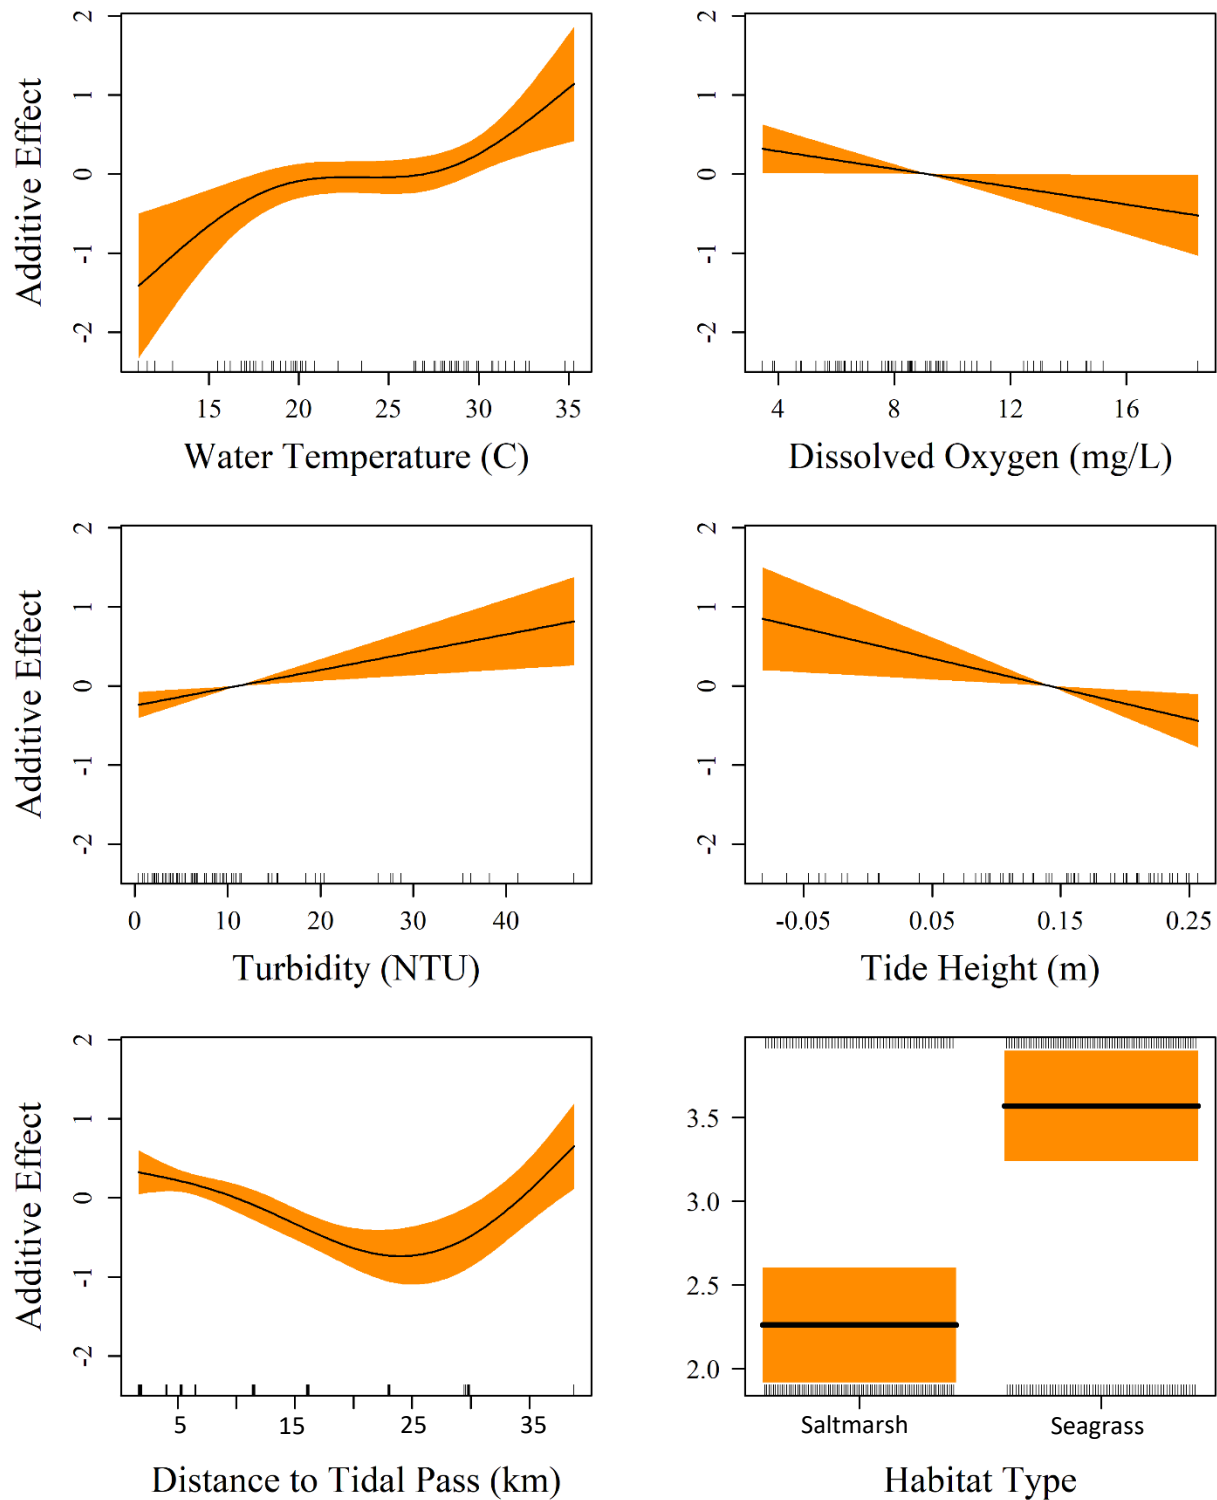 Additive Effect
2
1
0
-1
-2
15 20 25 30 35
Water Temperature (C)
2
1
0
-1
-2
4 8 12 16
Dissolved Oxygen (mg/L)
Additive Effect
2
1
0
-1
-2
0 10 20 30 40
Turbidity (NTU)
2
1
0
-1
-2
-0.05 0.05 0.15 0.25
Tide Height (m)
Additive Effect
2
1
0
-1
-2
5 15 25 35
Distance to Tidal Pass (km)
3.5
3.0
2.5
2.0
Saltmarsh Seagrass
Habitat Type